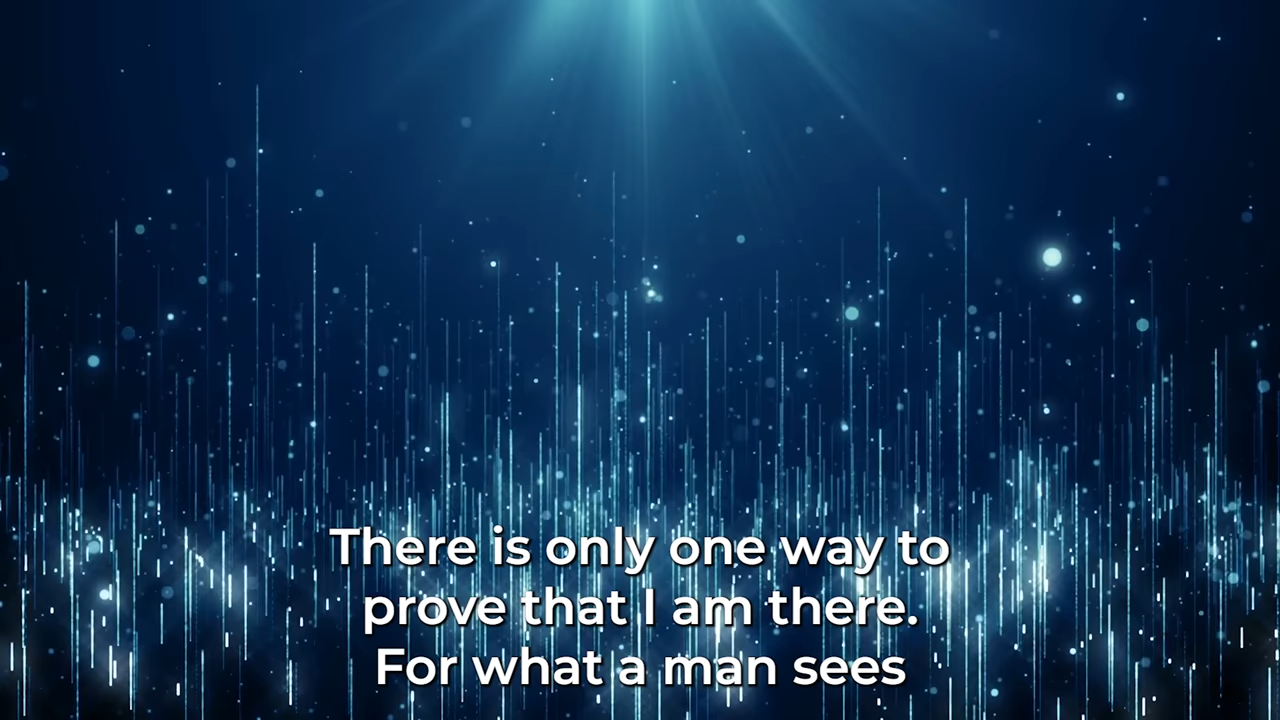 There is only one way to
prove that I am there.
For what a man sees